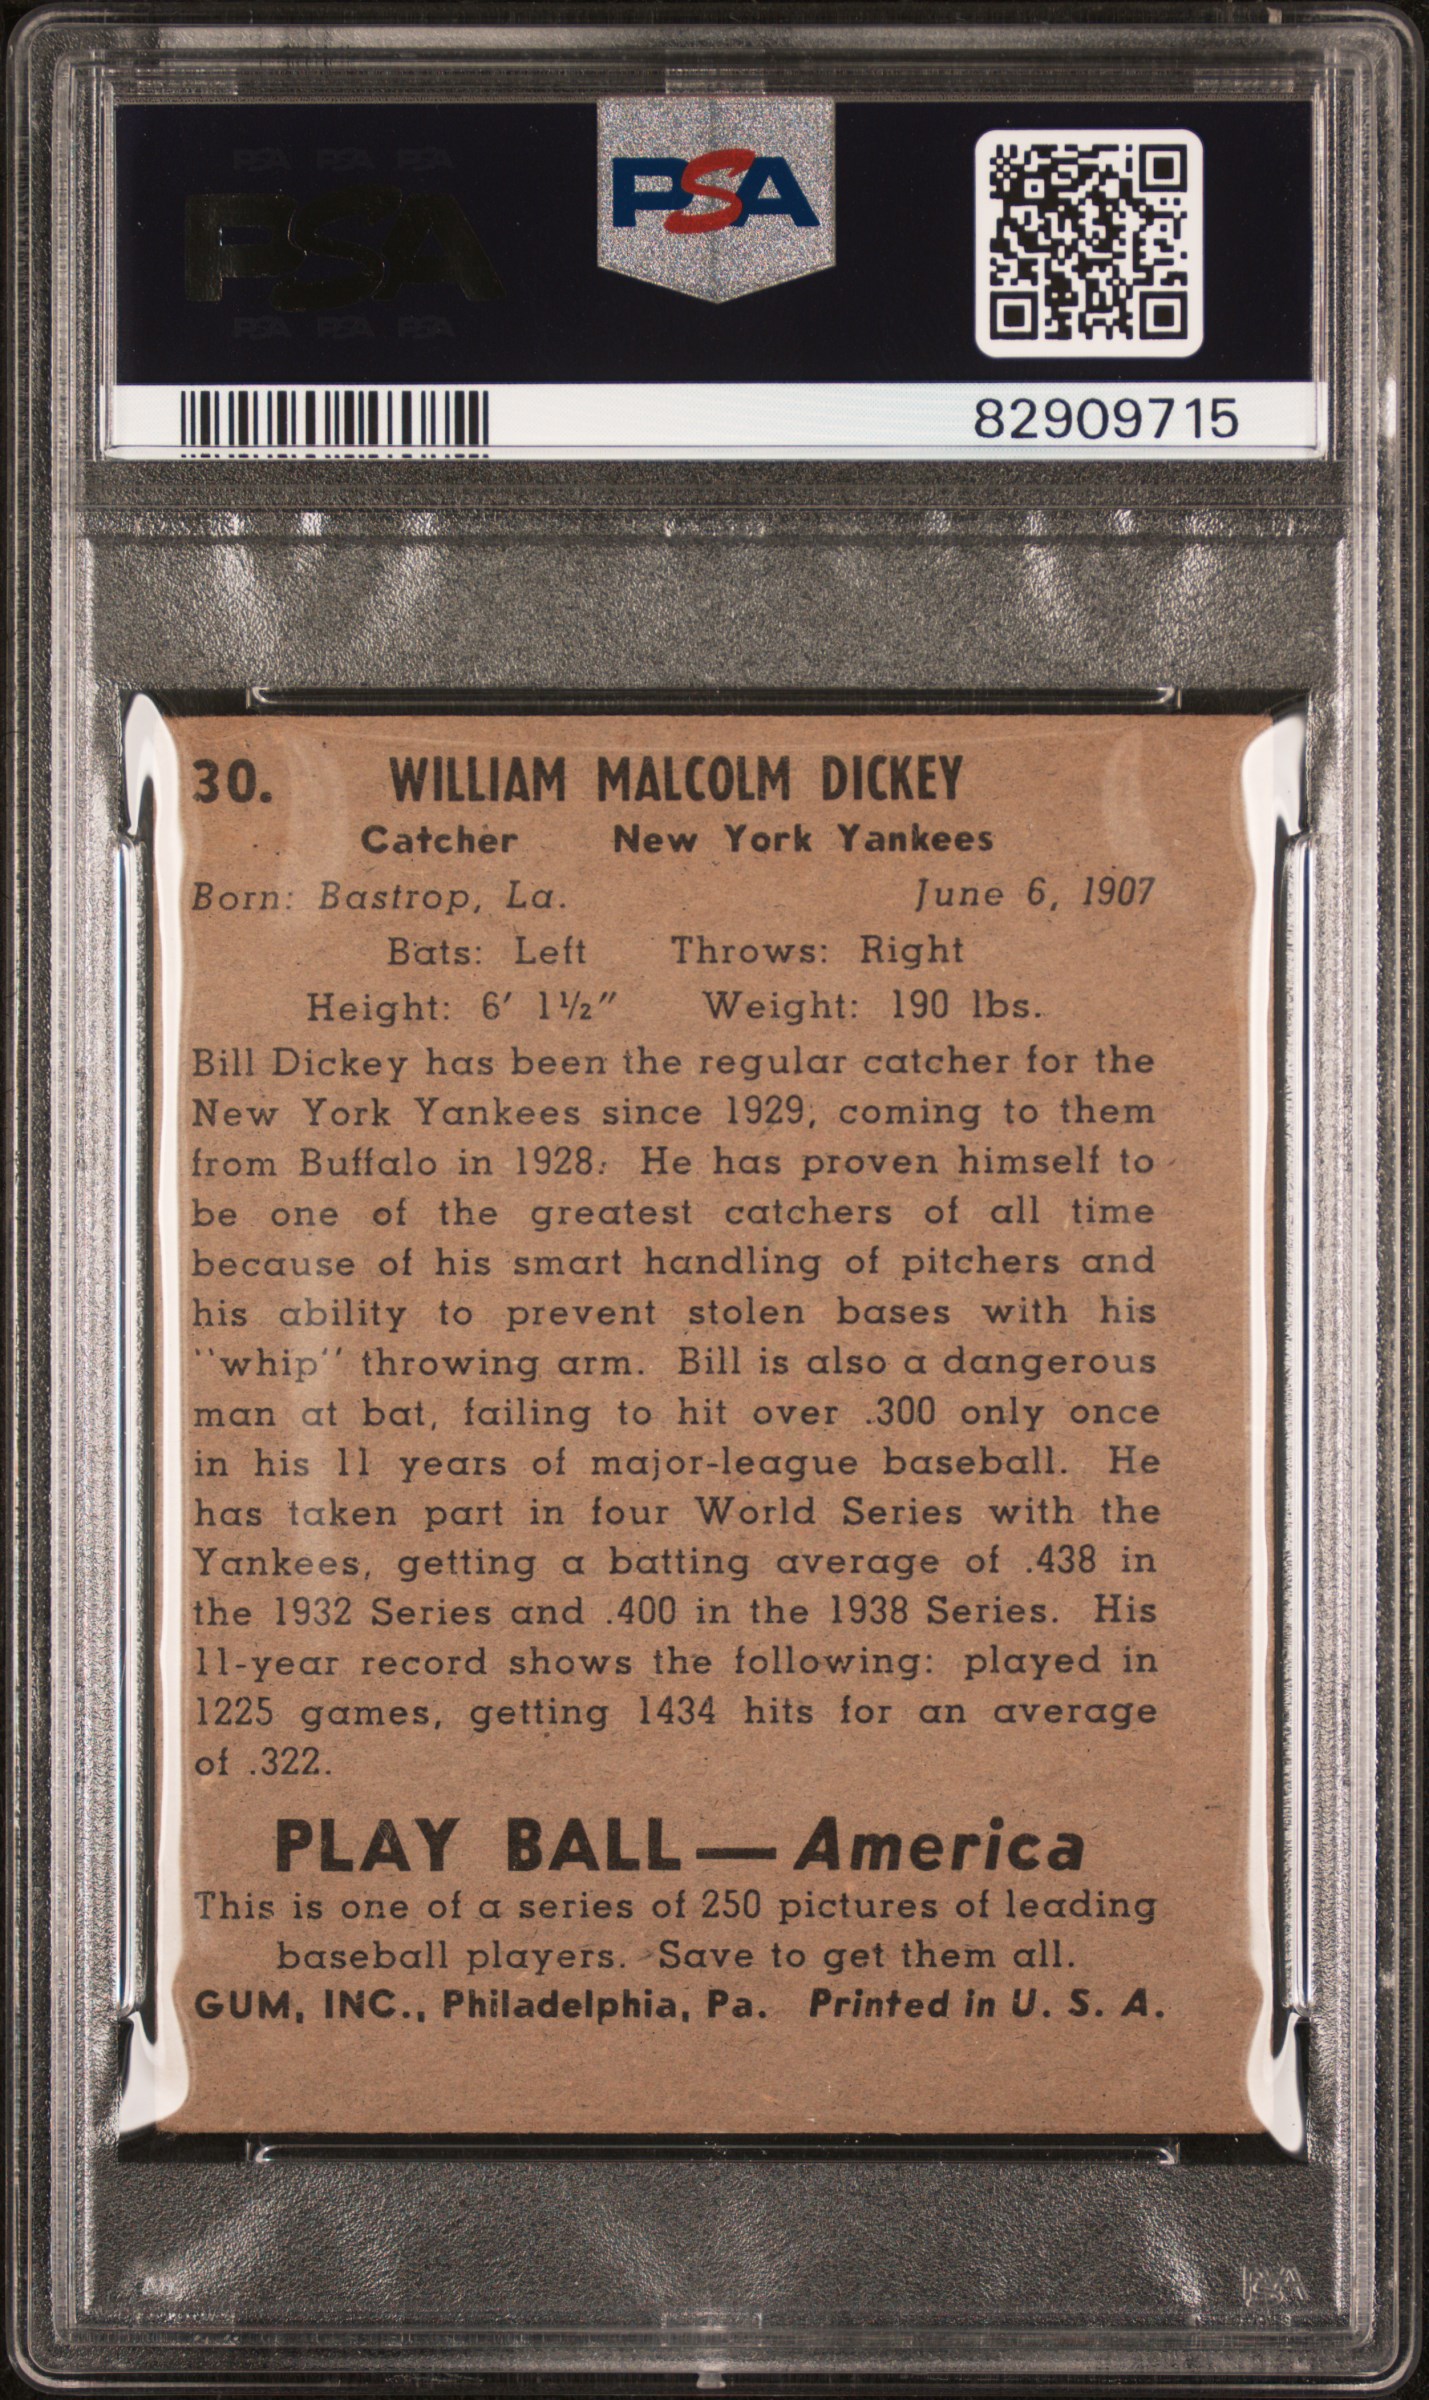 PSA PSA PSA
PSA
PSA PSA PSA
PSA
82909715
30. WILLIAM MALCOLM DICKEY
Catcher New York Yankees
Born: Bastrop, La. June 6, 1907
Bats: Left Throws: Right
Height: 6' 1½" Weight: 190 lbs.
Bill Dickey has been the regular catcher for the
New York Yankees since 1929, coming to them
from Buffalo in 1928. He has proven himself to
be one of the greatest catchers of all time
because of his smart handling of pitchers and
his ability to prevent stolen bases with his
"whip" throwing arm. Bill is also a dangerous
man at bat, failing to hit over .300 only once
in his 11 years of major-league baseball. He
has taken part in four World Series with the
Yankees, getting a batting average of .438 in
the 1932 Series and .400 in the 1938 Series. His
11-year record shows the following: played in
1225 games, getting 1434 hits for an average
of .322.
PLAY BALL—America
This is one of a series of 250 pictures of leading
baseball players. Save to get them all.
GUM, INC., Philadelphia, Pa. Printed in U. S. A.
PSA